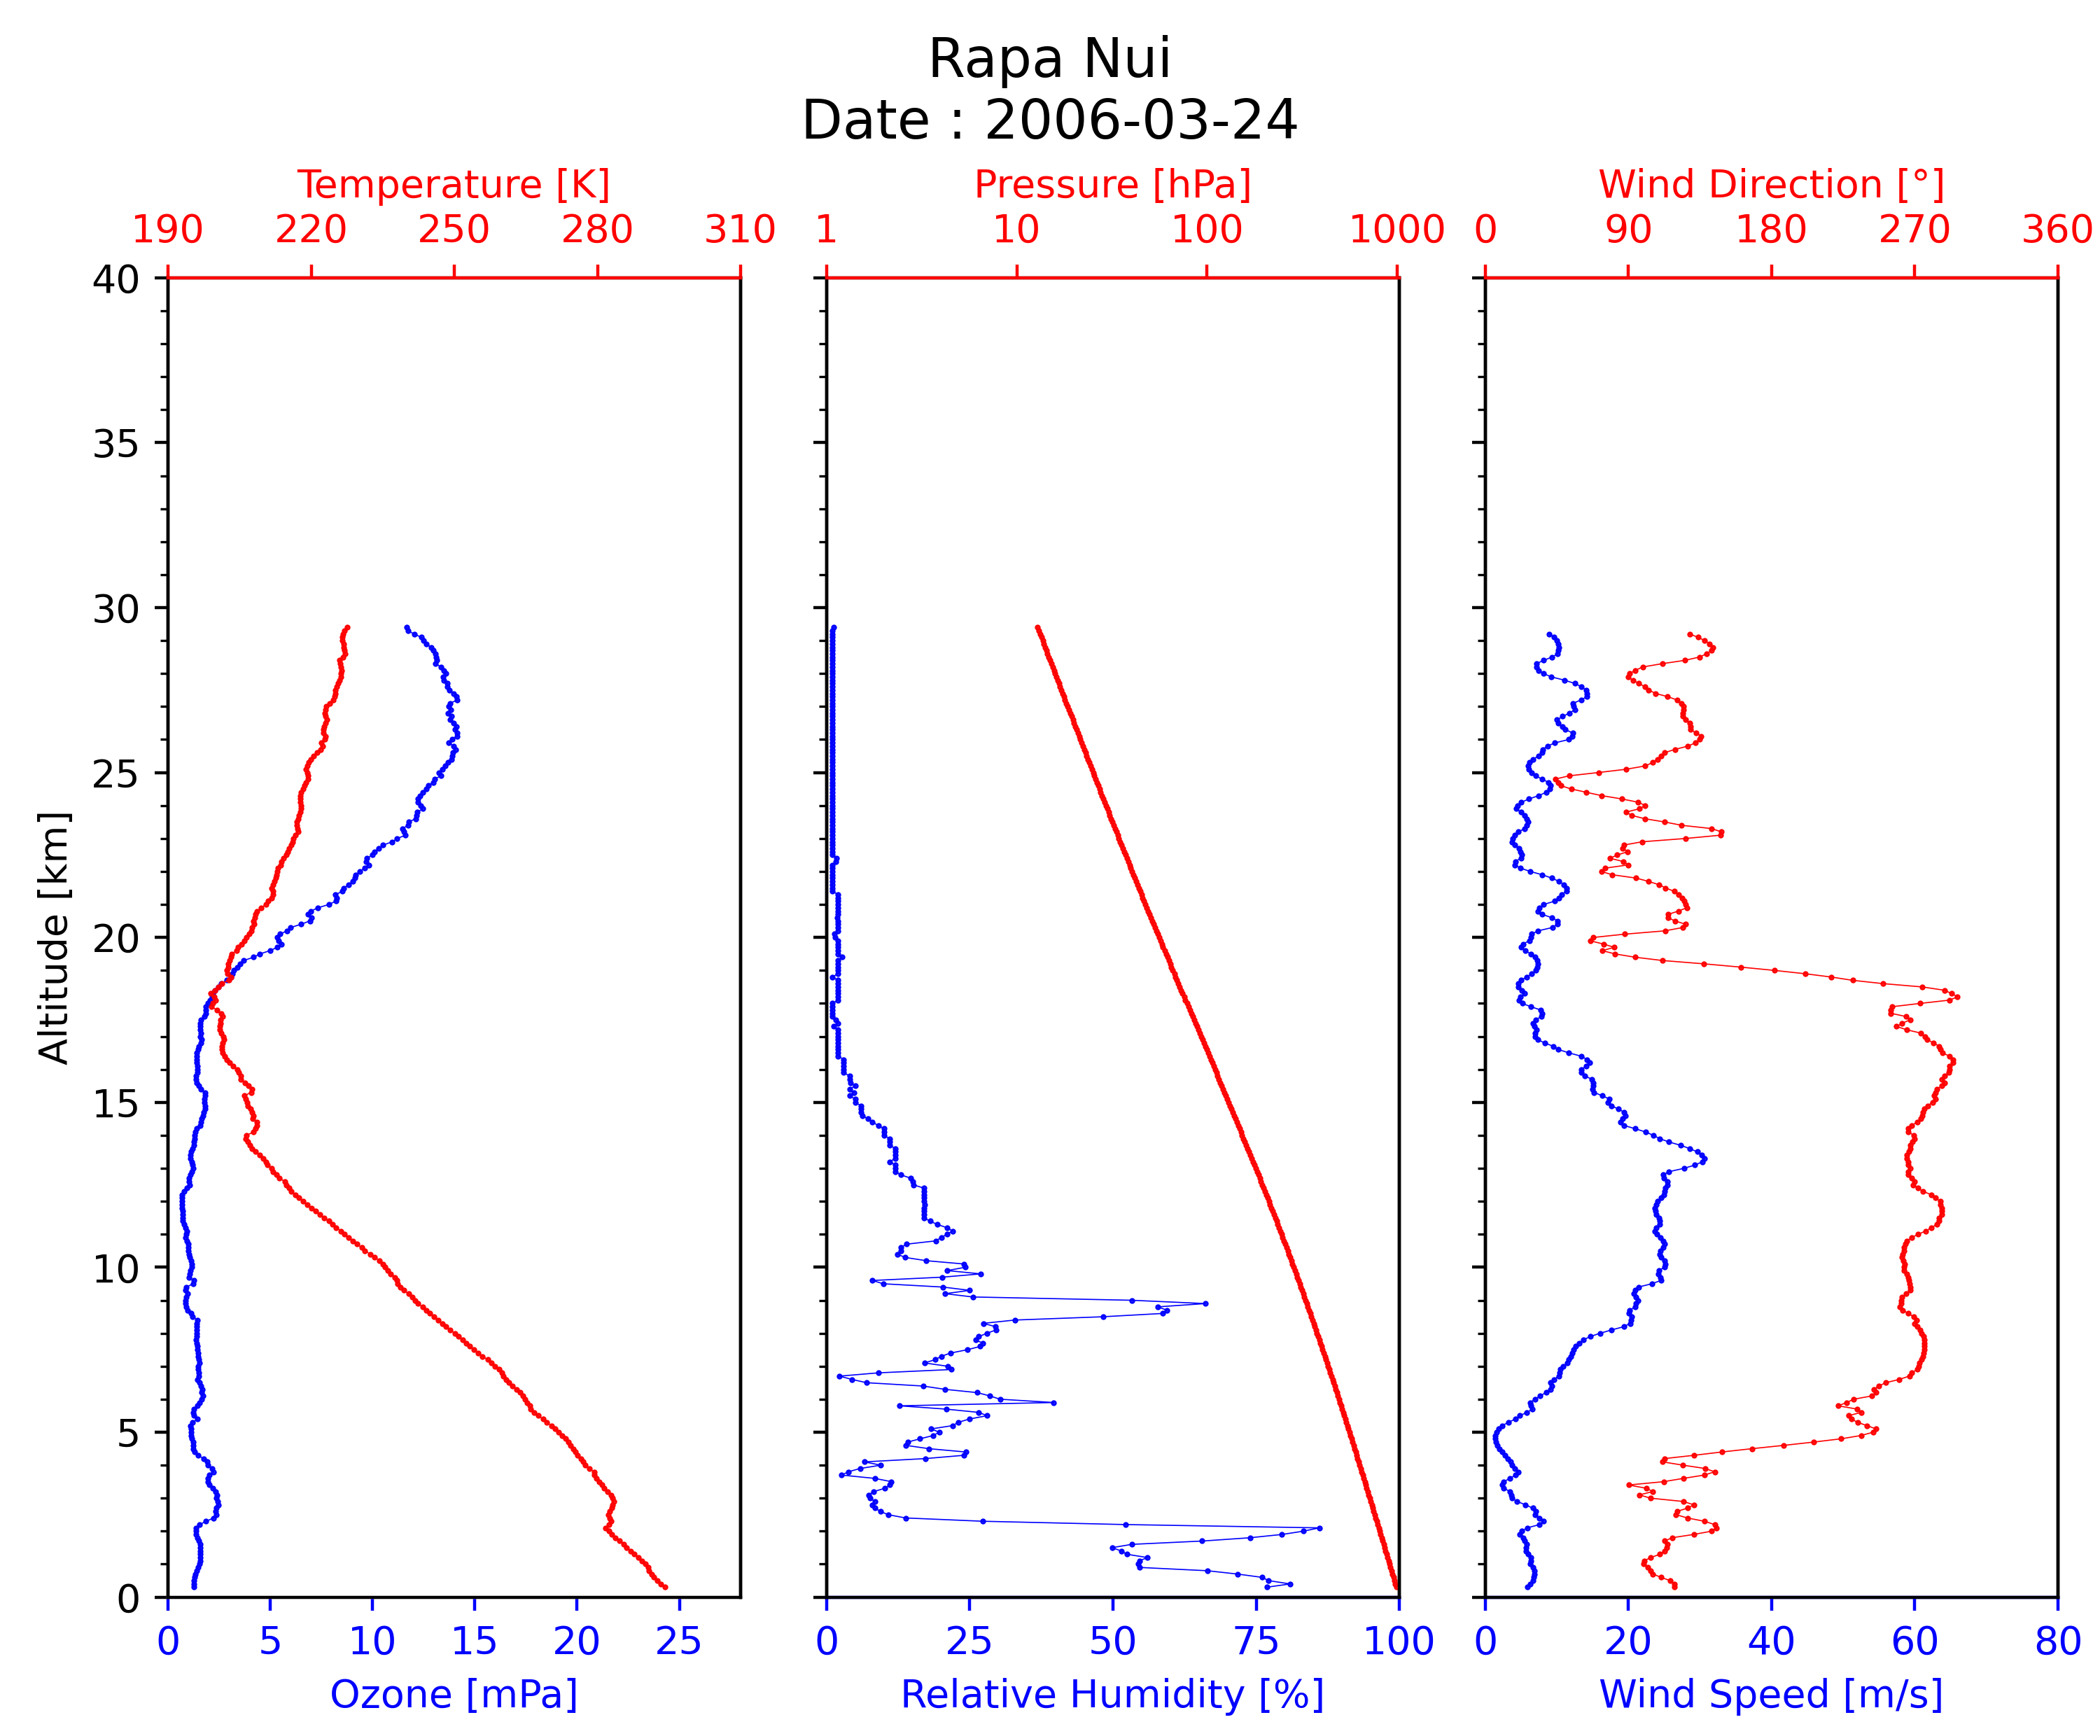 Rapa Nui
Date : 2006-03-24
Temperature [K]
190 220 250 280 310
Pressure [hPa]
1 10 100 1000
Wind Direction [°]
0 90 180 270 360
Altitude [km]
40
35
30
25
20
15
10
5
0
0 5 10 15 20 25
Ozone [mPa]
0 25 50 75 100
Relative Humidity [%]
0 20 40 60 80
Wind Speed [m/s]